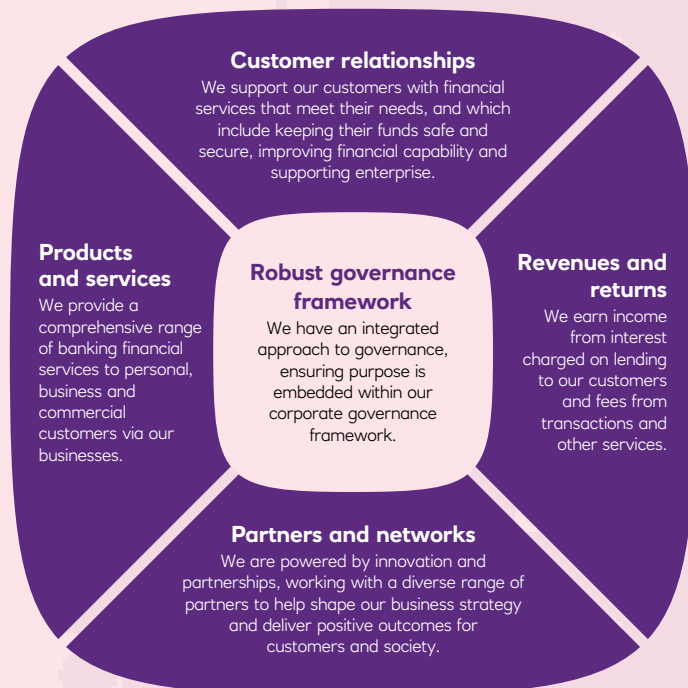 Customer relationships
We support our customers with financial
services that meet their needs, and which
include keeping their funds safe and
secure, improving financial capability and
supporting enterprise.
Products
and services
We provide a
comprehensive range
of banking financial
services to personal,
business and
commercial
customers via our
businesses.
Robust governance
framework
We have an integrated
approach to governance,
ensuring purpose is
embedded within our
corporate governance
framework.
Revenues and
returns
We earn income
from interest
charged on lending
to our customers
and fees from
transactions and
other services.
Partners and networks
We are powered by innovation and
partnerships, working with a diverse range of
partners to help shape our business strategy
and deliver positive outcomes for
customers and society.